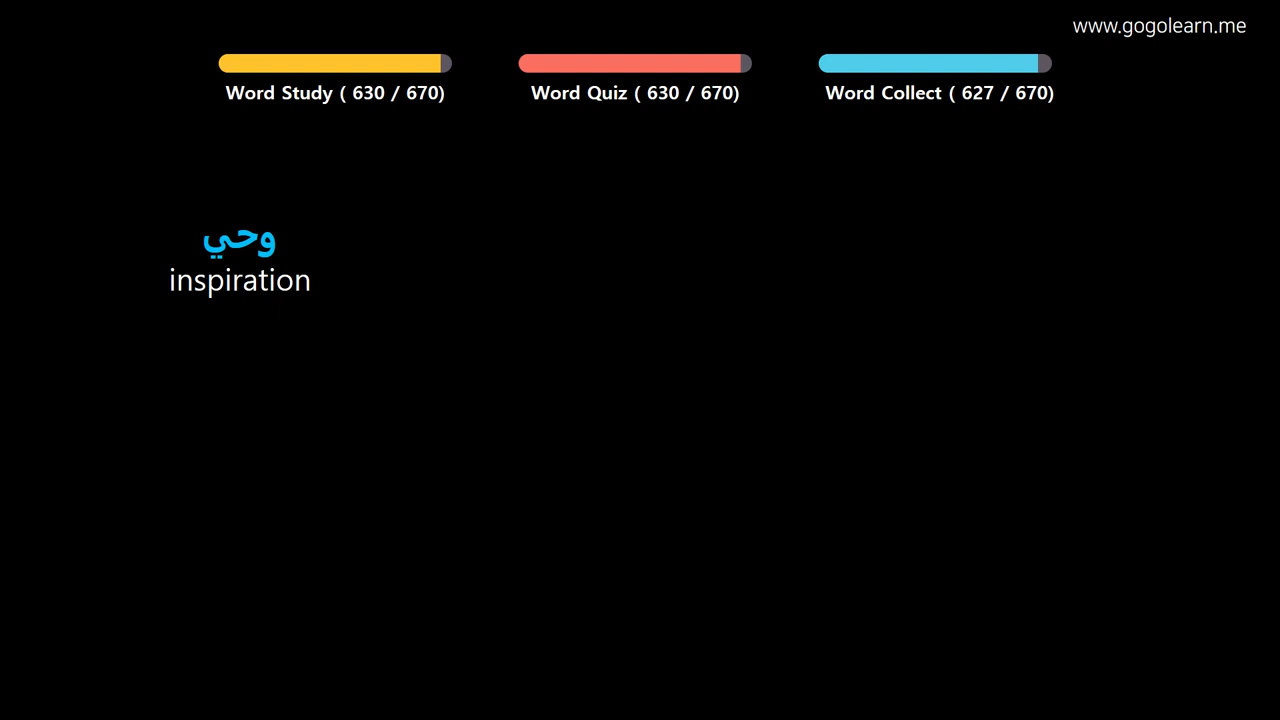 www.gogolearn.me
Word Study ( 630 / 670)
Word Quiz ( 630 / 670)
Word Collect ( 627 / 670)
وحي
inspiration